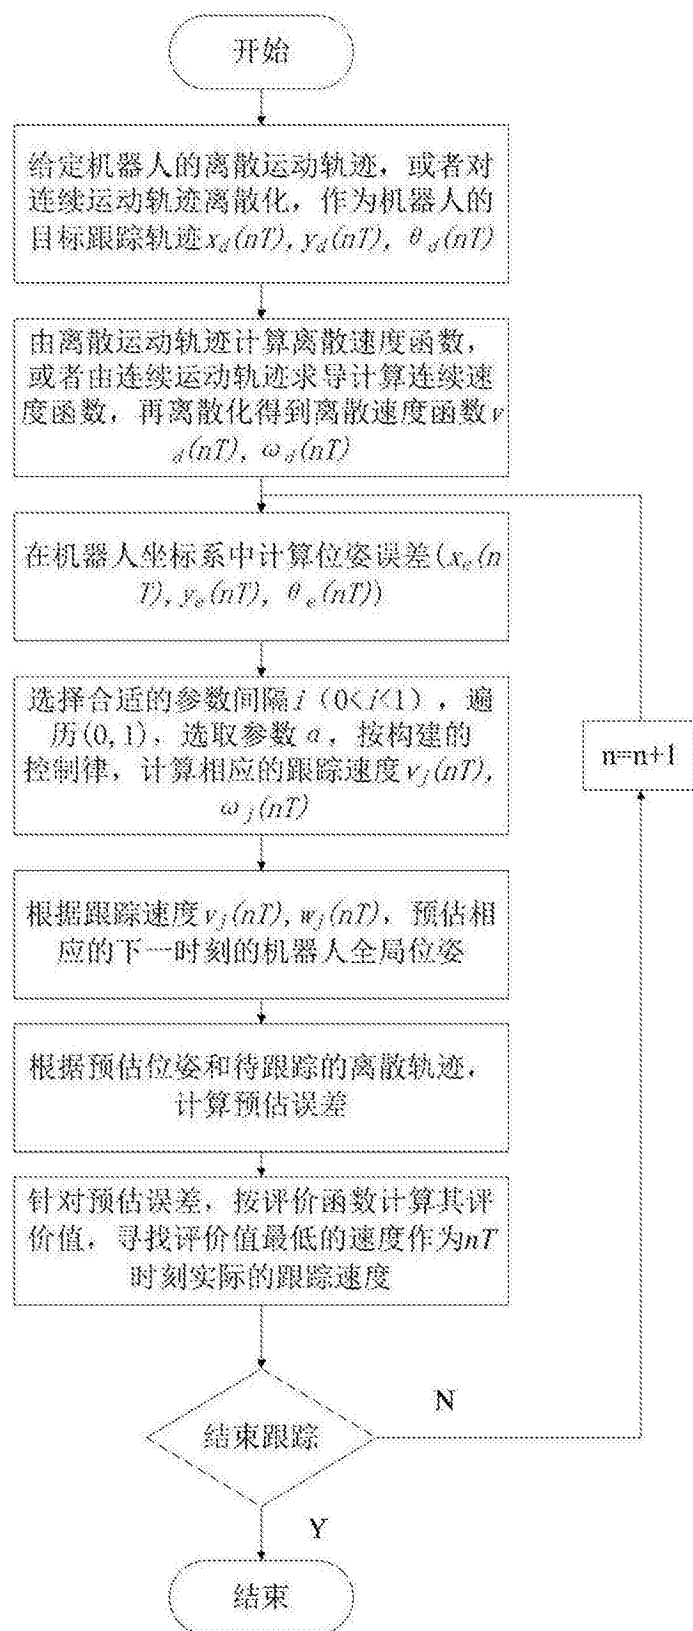 开始
给定机器人的离散运动轨迹，或者对
连续运动轨迹离散化，作为机器人的
目标跟踪轨迹x_d(nT), y_d(nT), θ_d(nT)
由离散运动轨迹计算离散速度函数，
或者由连续运动轨迹求导计算连续速
度函数，再离散化得到离散速度函数v
_d(nT), ω_d(nT)
在机器人坐标系中计算位姿误差(x_e(n
T), y_e(nT), θ_e(nT))
选择合适的参数间隔i（0<i<1），遍
历(0,1)，选取参数a，按构建的
控制律，计算相应的跟踪速度v_j(nT),
ω_j(nT)
n=n+1
根据跟踪速度v_j(nT), w_j(nT)，预估相
应的下一时刻的机器人全局位姿
根据预估位姿和待跟踪的离散轨迹，
计算预估误差
针对预估误差，按评价函数计算其评
价值，寻找评价值最低的速度作为nT
时刻实际的跟踪速度
N
结束跟踪
Y
结束